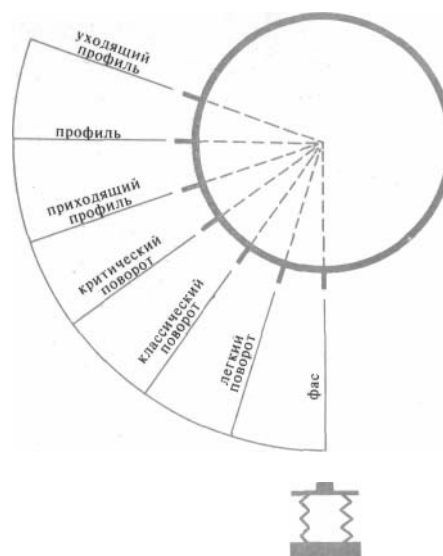 уходящий
профиль
профиль
приходящий
профиль
критический
поворот
классический
поворот
легкий
поворот
фас